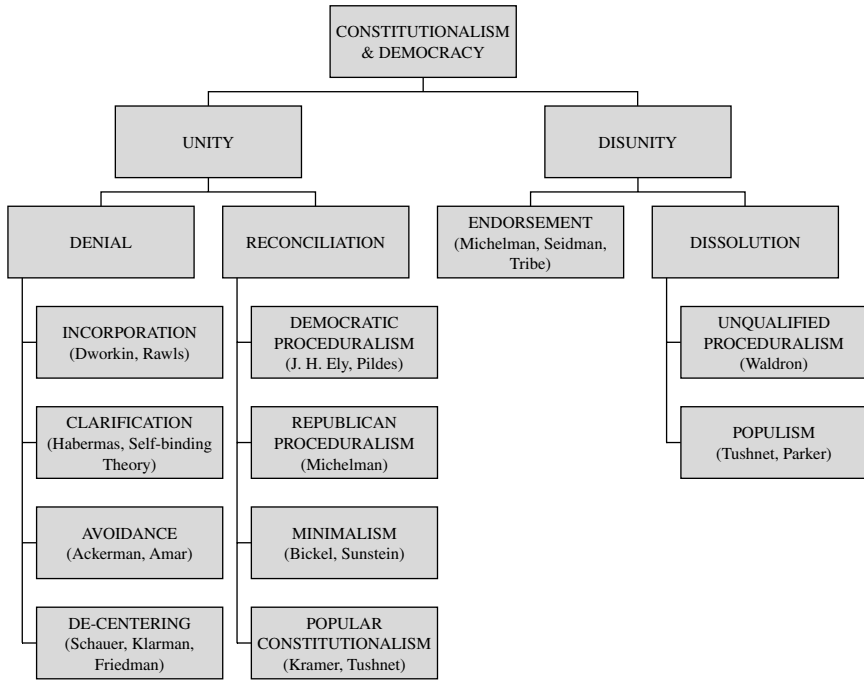 CONSTITUTIONALISM
& DEMOCRACY
UNITY
DISUNITY
DENIAL
RECONCILIATION
ENDORSEMENT
(Michelman, Seidman,
Tribe)
DISSOLUTION
INCORPORATION
(Dworkin, Rawls)
DEMOCRATIC
PROCEDURALISM
(J. H. Ely, Pildes)
UNQUALIFIED
PROCEDURALISM
(Waldron)
CLARIFICATION
(Habermas, Self-binding
Theory)
REPUBLICAN
PROCEDURALISM
(Michelman)
POPULISM
(Tushnet, Parker)
AVOIDANCE
(Ackerman, Amar)
MINIMALISM
(Bickel, Sunstein)
DE-CENTERING
(Schauer, Klarman,
Friedman)
POPULAR
CONSTITUTIONALISM
(Kramer, Tushnet)